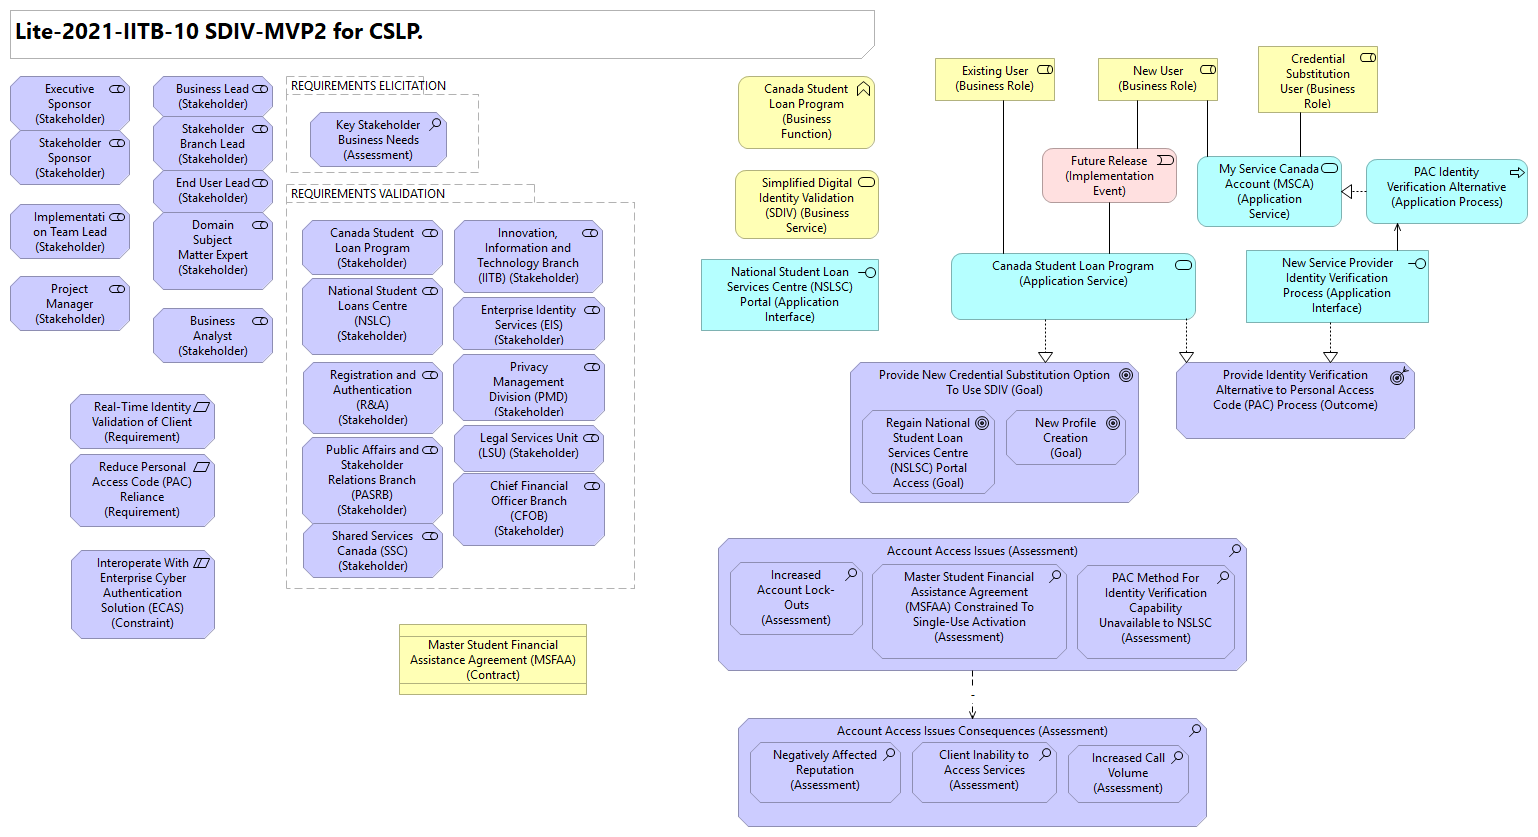 Lite-2021-IITB-10 SDIV-MVP2 for CSLP.
Executive
Sponsor
(Stakeholder)
Stakeholder
Sponsor
(Stakeholder)
Implementati
on Team Lead
(Stakeholder)
Project
Manager
(Stakeholder)
Business Lead
(Stakeholder)
Stakeholder
Branch Lead
(Stakeholder)
End User Lead
(Stakeholder)
Domain
Subject
Matter Expert
(Stakeholder)
Business
Analyst
(Stakeholder)
REQUIREMENTS ELICITATION
Key Stakeholder
Business Needs
(Assessment)
REQUIREMENTS VALIDATION
Canada Student
Loan Program
(Stakeholder)
National Student
Loans Centre
(NSLC)
(Stakeholder)
Registration and
Authentication
(R&A)
(Stakeholder)
Public Affairs and
Stakeholder
Relations Branch
(PASRB)
(Stakeholder)
Shared Services
Canada (SSC)
(Stakeholder)
Innovation,
Information and
Technology Branch
(IITB) (Stakeholder)
Enterprise Identity
Services (EIS)
(Stakeholder)
Privacy
Management
Division (PMD)
(Stakeholder)
Legal Services Unit
(LSU) (Stakeholder)
Chief Financial
Officer Branch
(CFOB)
(Stakeholder)
Real-Time Identity
Validation of Client
(Requirement)
Reduce Personal
Access Code (PAC)
Reliance
(Requirement)
Interoperate With
Enterprise Cyber
Authentication
Solution (ECAS)
(Constraint)
Master Student Financial
Assistance Agreement (MSFAA)
(Contract)
Canada Student
Loan Program
(Business
Function)
Simplified Digital
Identity Validation
(SDIV) (Business
Service)
National Student Loan
Services Centre (NSLSC)
Portal (Application
Interface)
Existing User
(Business Role)
New User
(Business Role)
Credential
Substitution
User (Business
Role)
Future Release
(Implementation
Event)
My Service Canada
Account (MSCA)
(Application
Service)
PAC Identity
Verification Alternative
(Application Process)
Canada Student Loan Program
(Application Service)
New Service Provider
Identity Verification
Process (Application
Interface)
Provide New Credential Substitution Option
To Use SDIV (Goal)
Regain National
Student Loan
Services Centre
(NSLSC) Portal
Access (Goal)
New Profile
Creation
(Goal)
Provide Identity Verification
Alternative to Personal Access
Code (PAC) Process (Outcome)
Account Access Issues (Assessment)
Increased
Account Lock-
Outs
(Assessment)
Master Student Financial
Assistance Agreement
(MSFAA) Constrained To
Single-Use Activation
(Assessment)
PAC Method For
Identity Verification
Capability
Unavailable to NSLSC
(Assessment)
Account Access Issues Consequences (Assessment)
Negatively Affected
Reputation
(Assessment)
Client Inability to
Access Services
(Assessment)
Increased Call
Volume
(Assessment)